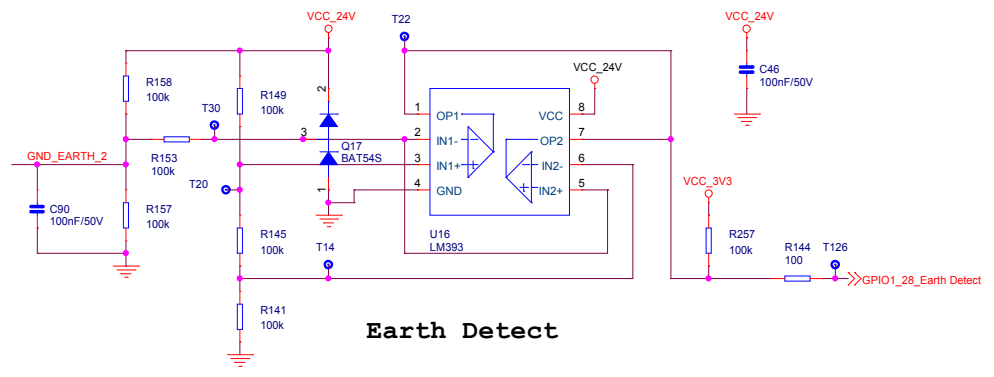 VCC_24V
T22
VCC_24V
VCC_24V
C46
100nF/50V
R158
100k
R149
100k
T30
2
1
OP1
VCC
8
3
2
IN1-
OP2
7
Q17
BAT54S
GND_EARTH_2
R153
100k
3
IN1+
IN2-
6
T20
1
4
GND
IN2+
5
VCC_3V3
C90
100nF/50V
R157
100k
U16
LM393
R145
100k
T14
R257
100k
R144
100
T126
GPIO1_28_Earth Detect
R141
100k
Earth Detect